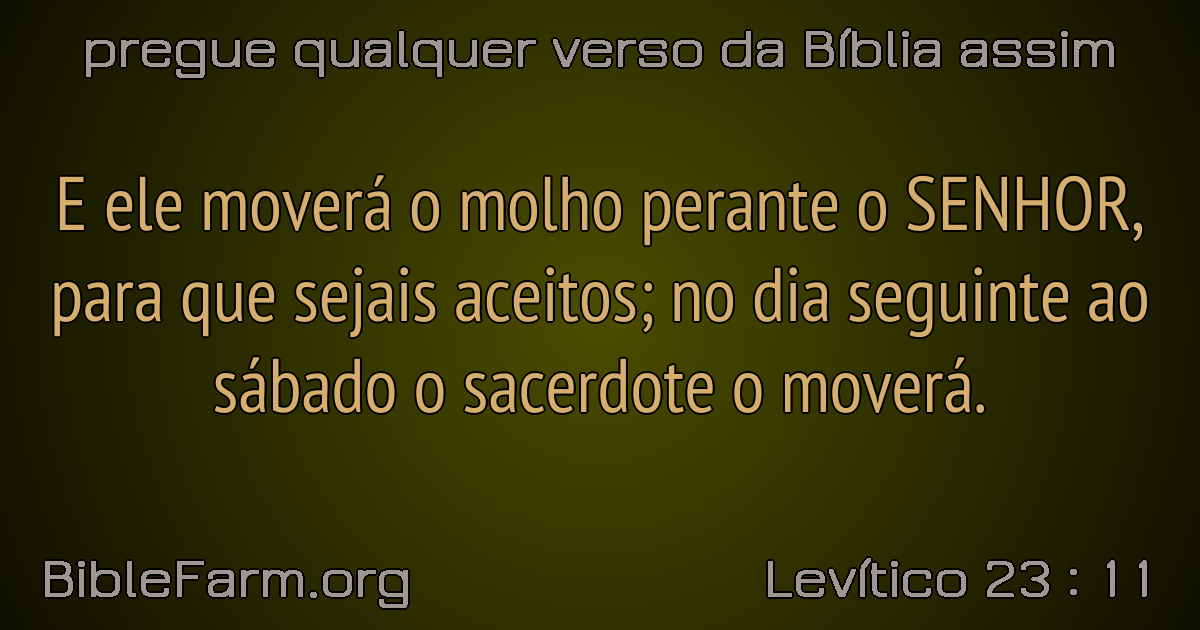 pregue qualquer verso da Bíblia assim
E ele moverá o molho perante o SENHOR,
para que sejais aceitos; no dia seguinte ao
sábado o sacerdote o moverá.
BibleFarm.org
Levítico 23 : 11